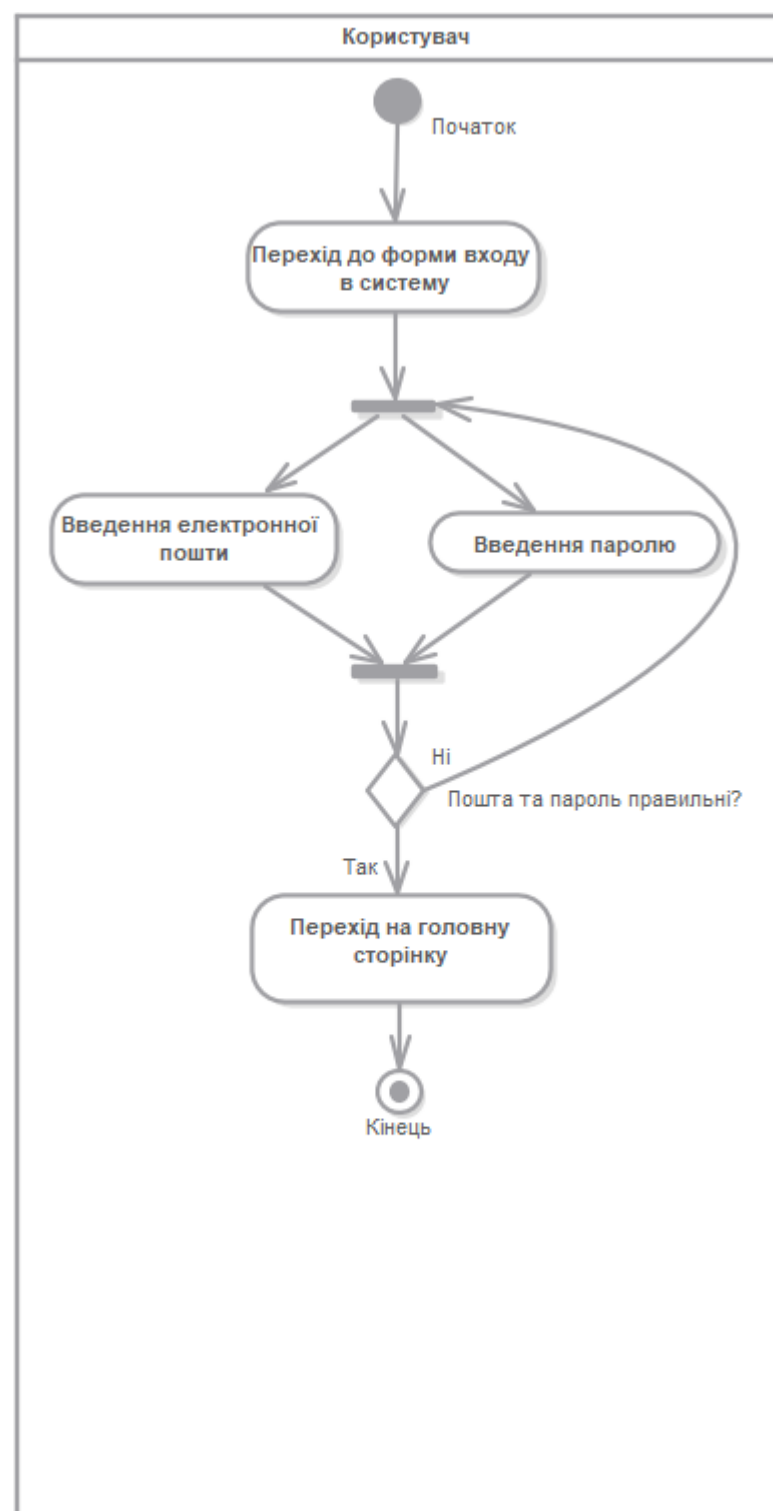 Користувач
Початок
Перехід до форми входу
в систему
Введення електронної
пошти
Введення паролю
Ні
Пошта та пароль правильні?
Так
Перехід на головну
сторінку
Кінець